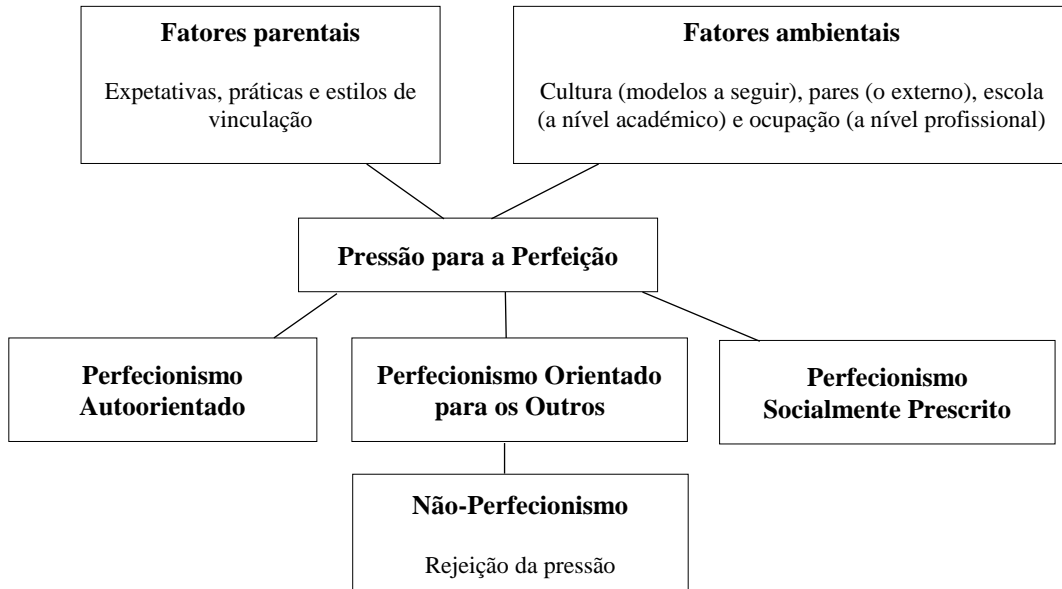 Fatores parentais
Expetativas, práticas e estilos de
vinculação
Fatores ambientais
Cultura (modelos a seguir), pares (o externo), escola
(a nível académico) e ocupação (a nível profissional)
Pressão para a Perfeição
Perfecionismo
Autoorientado
Perfecionismo Orientado
para os Outros
Perfecionismo
Socialmente Prescrito
Não-Perfecionismo
Rejeição da pressão